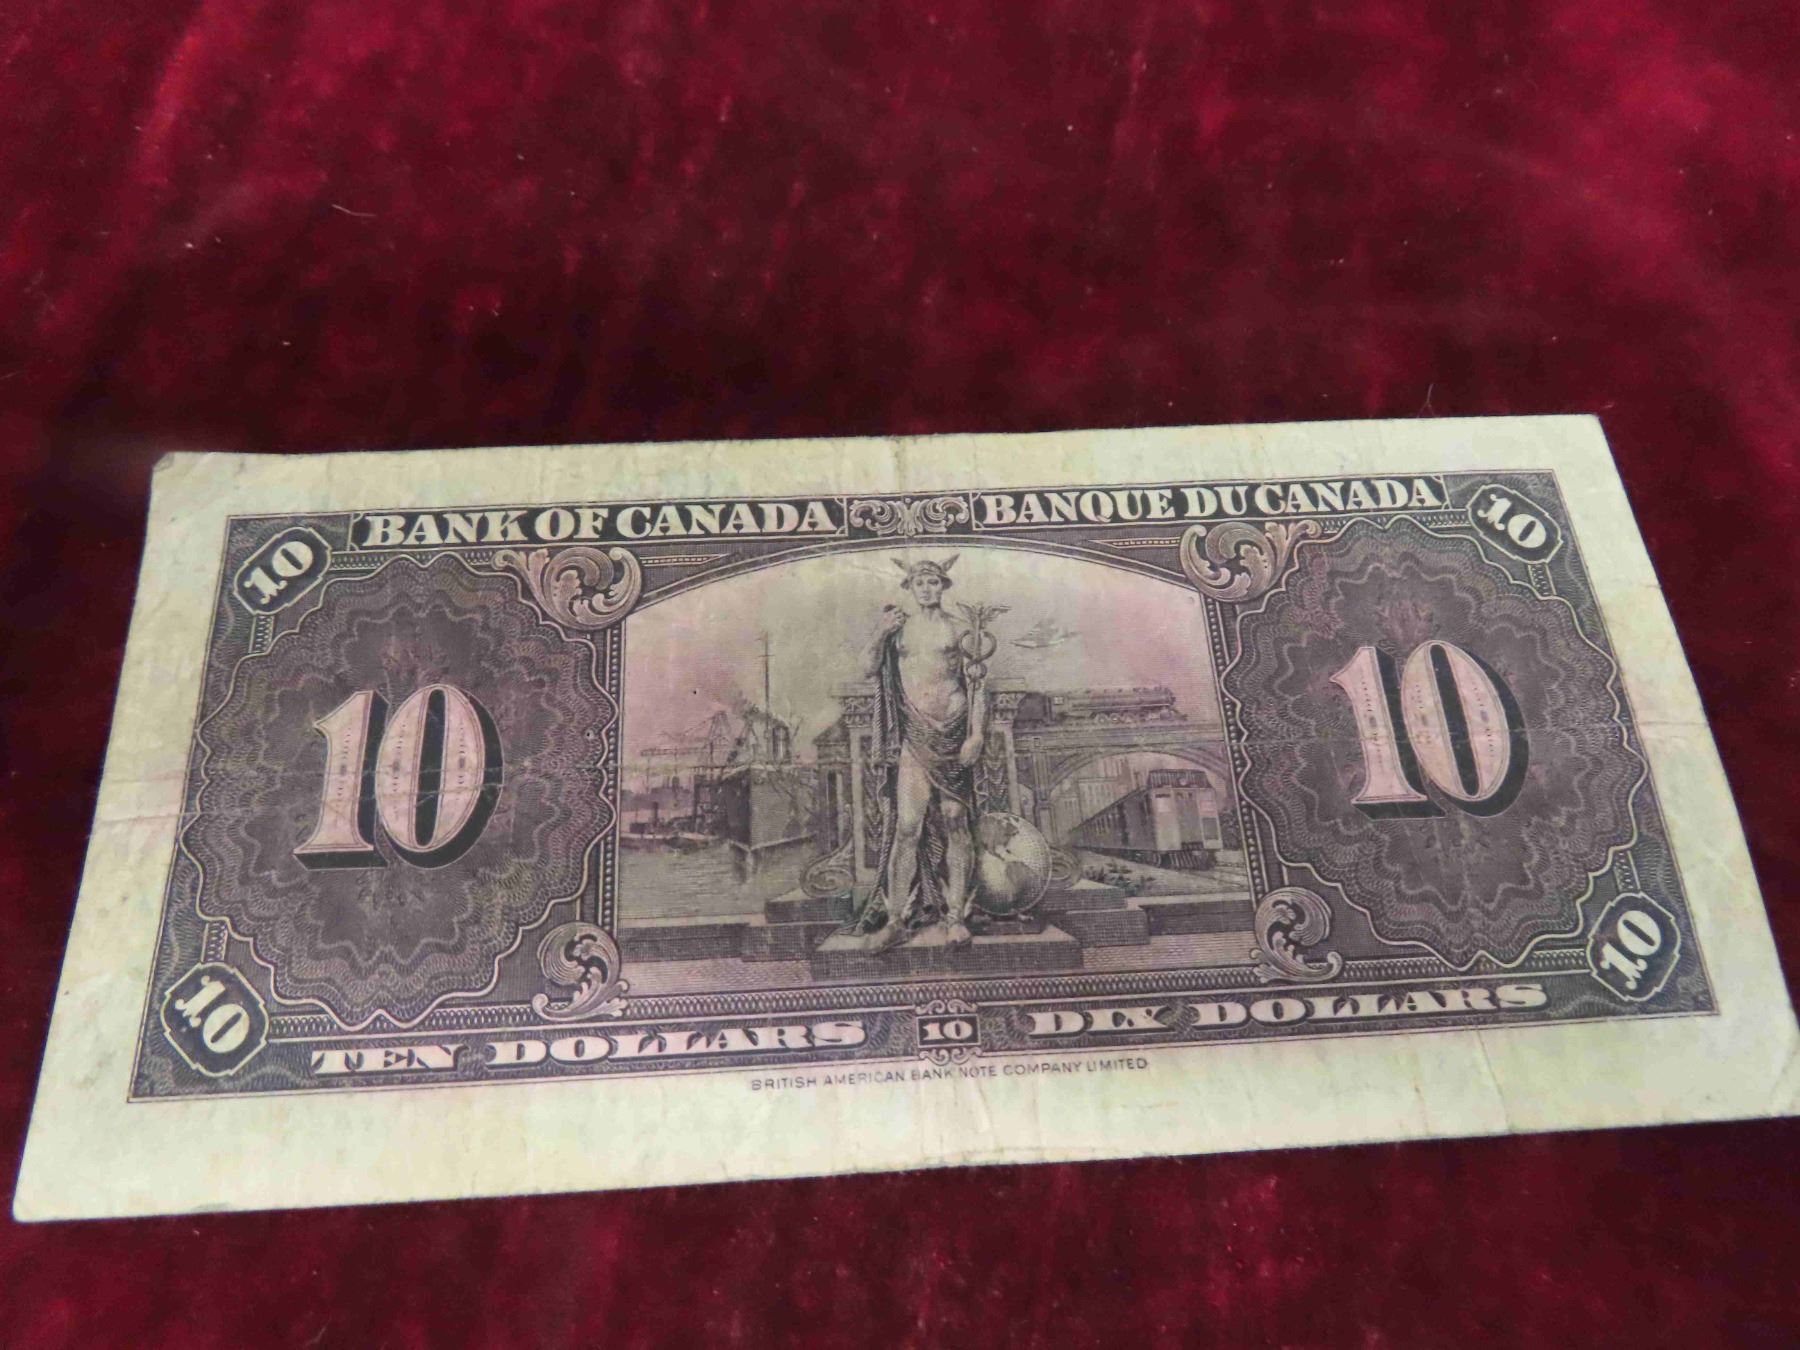 10 BANK OF CANADA BANQUE DU CANADA 10
10 10
10 TEN DOLLARS 10 DIX DOLLARS 10
BRITISH AMERICAN BANK NOTE COMPANY LIMITED